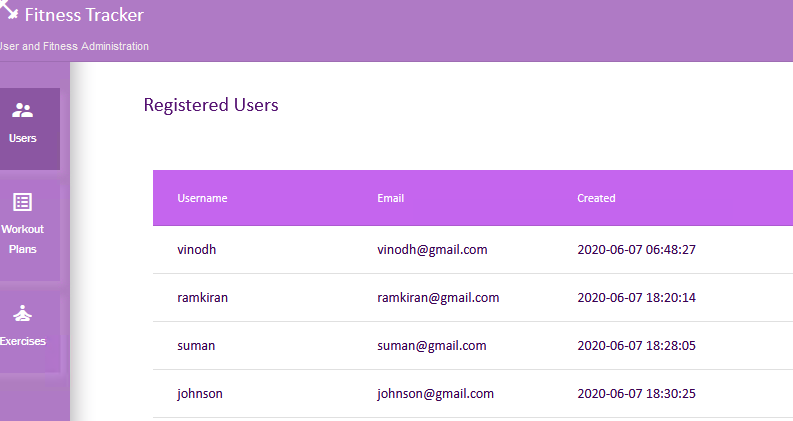 Fitness Tracker
User and Fitness Administration
Users
Workout
Plans
Exercises
Registered Users
Username Email Created
vinodh vinodh@gmail.com 2020-06-07 06:48:27
ramkiran ramkiran@gmail.com 2020-06-07 18:20:14
suman suman@gmail.com 2020-06-07 18:28:05
johnson johnson@gmail.com 2020-06-07 18:30:25